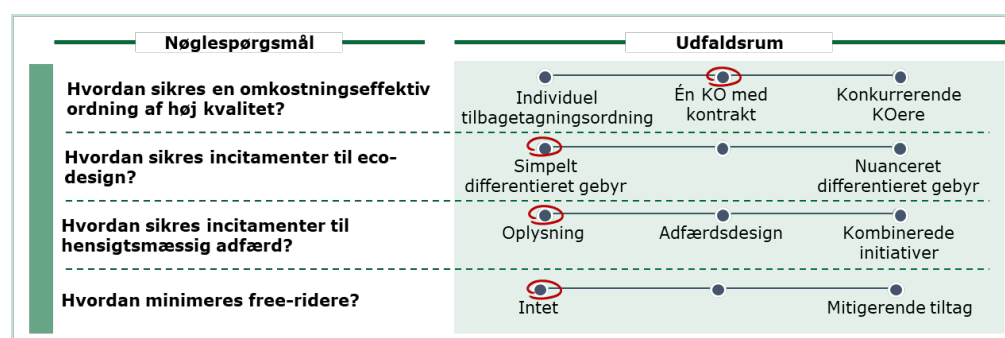 Nøglespørgsmål
Udfaldsrum
Hvordan sikres en omkostningseffektiv
ordning af høj kvalitet?
Individuel
tilbagetagningsordning
Én KO med
kontrakt
Konkurrerende
KOere
Hvordan sikres incitamenter til eco-
design?
Simpelt
differentieret gebyr
Nuanceret
differentieret gebyr
Hvordan sikres incitamenter til
hensigtsmæssig adfærd?
Oplysning
Adfærdsdesign
Kombinerede
initiativer
Hvordan minimeres free-ridere?
Intet
Mitigerende tiltag